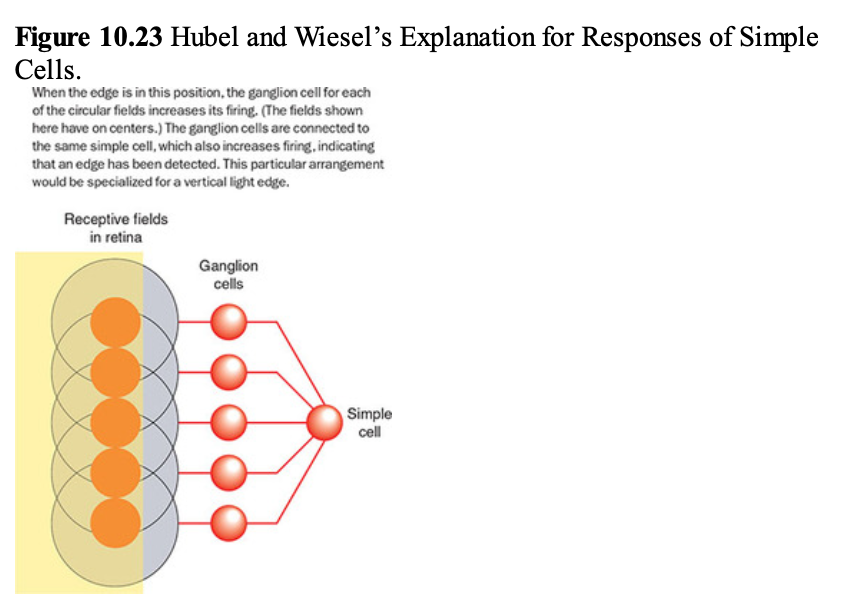 Figure 10.23 Hubel and Wiesel’s Explanation for Responses of Simple
Cells.
When the edge is in this position, the ganglion cell for each
of the circular fields increases its firing. (The fields shown
here have on centers.) The ganglion cells are connected to
the same simple cell, which also increases firing, indicating
that an edge has been detected. This particular arrangement
would be specialized for a vertical light edge.
Receptive fields
in retina
Ganglion
cells
Simple
cell